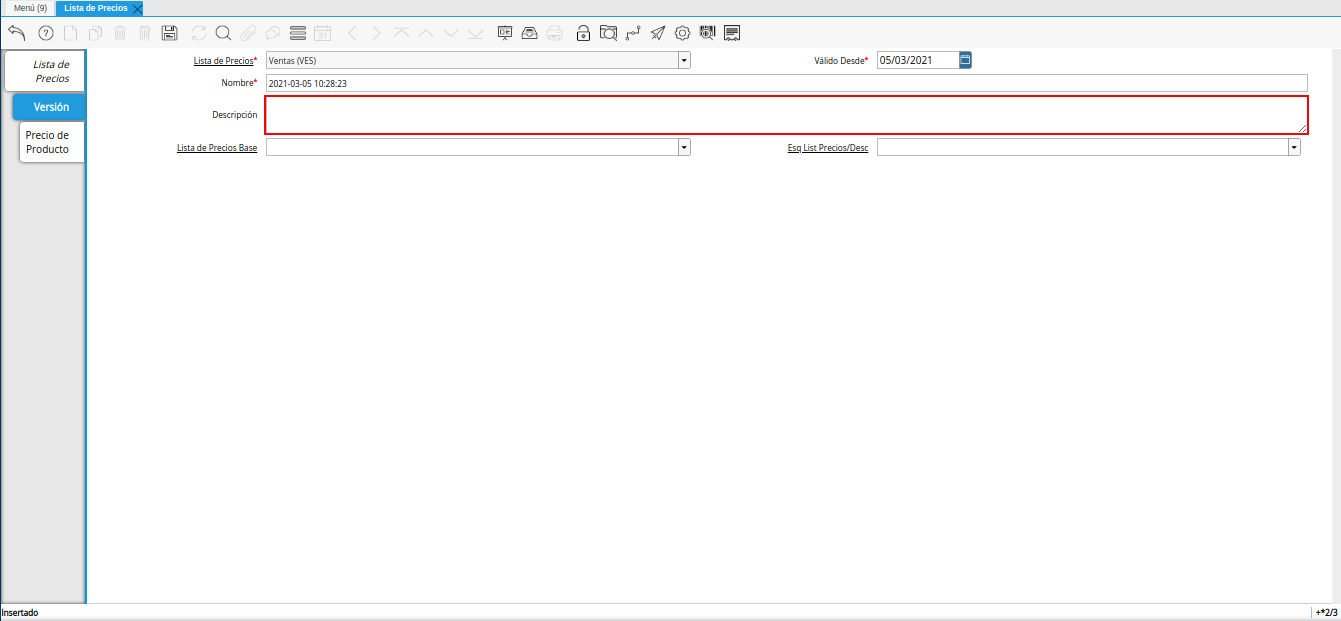 Menú (9)
Lista de Precios
Lista de
Precios
Versión
Precio de
Producto
Lista de Precios*
Ventas (VES)
Válido Desde*
05/03/2021
Nombre*
2021-03-05 10:28:23
Descripción
Lista de Precios Base
Esq List Precios/Desc
Insertado
+*2/3